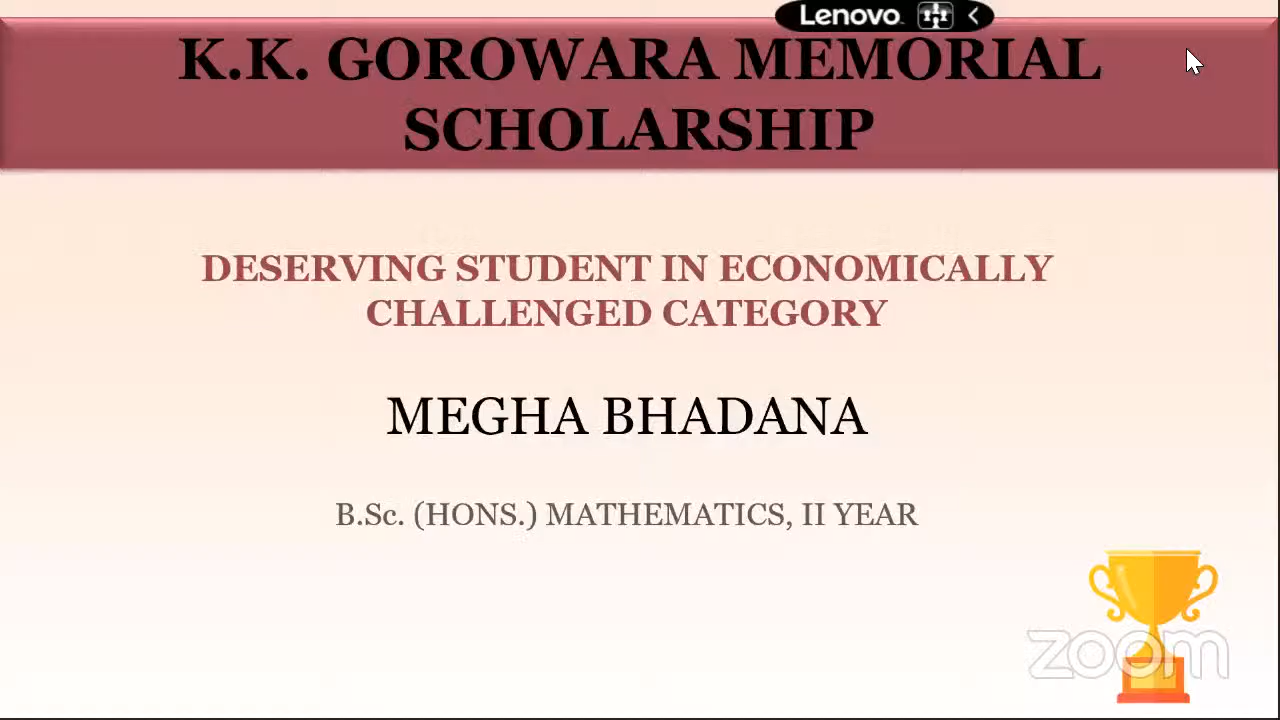 Lenovo
K.K. GOROWARA MEMORIAL
SCHOLARSHIP
DESERVING STUDENT IN ECONOMICALLY
CHALLENGED CATEGORY
MEGHA BHADANA
B.Sc. (HONS.) MATHEMATICS, II YEAR
zoom